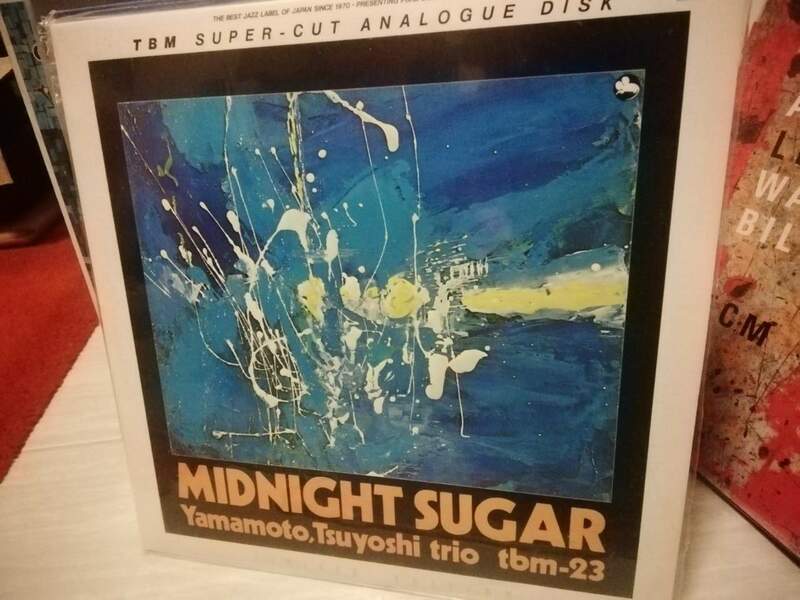 THE BEST JAZZ LABEL OF JAPAN SINCE 1970 • PRESENTING
TBM SUPER-CUT ANALOGUE DISK
MIDNIGHT SUGAR
Yamamoto,Tsuyoshi trio tbm-23
C:M